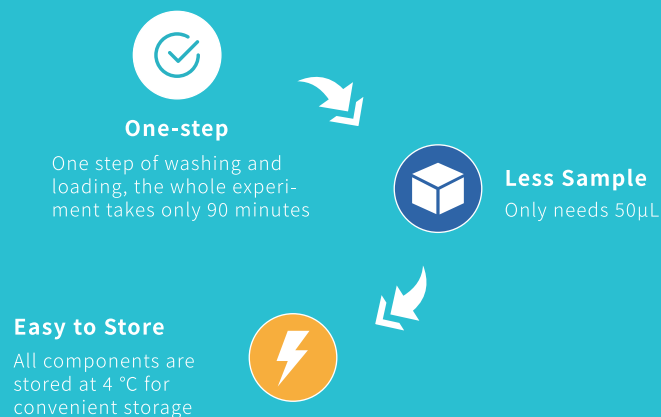 One-step
One step of washing and
loading, the whole experi-
ment takes only 90 minutes
Less Sample
Only needs 50μL
Easy to Store
All components are
stored at 4 ℃ for
convenient storage